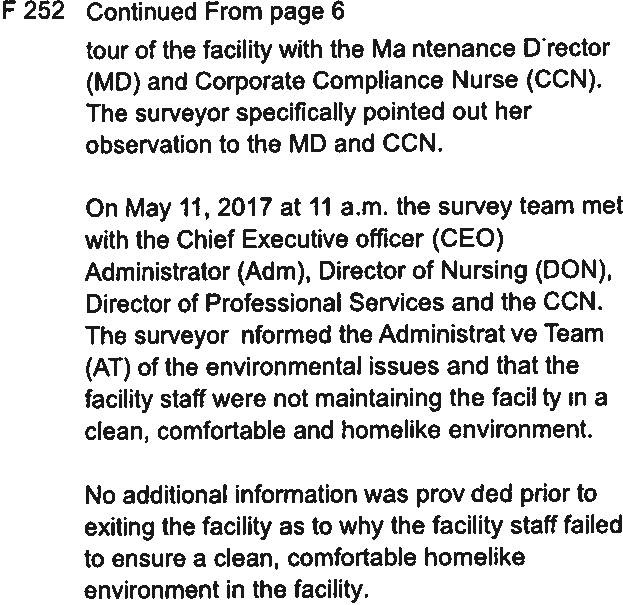 F 252 Continued From page 6
tour of the facility with the Ma ntenance D rector
(MD) and Corporate Compliance Nurse (CCN).
The surveyor specifically pointed out her
observation to the MD and CCN.
On May 11, 2017 at 11 a.m. the survey team met
with the Chief Executive officer (CEO)
Administrator (Adm), Director of Nursing (DON),
Director of Professional Services and the CCN.
The surveyor nformed the Administrat ve Team
(AT) of the environmental issues and that the
facility staff were not maintaining the facil ty in a
clean, comfortable and homelike environment.
No additional information was prov ded prior to
exiting the facility as to why the facility staff failed
to ensure a clean, comfortable homelike
environment in the facility.